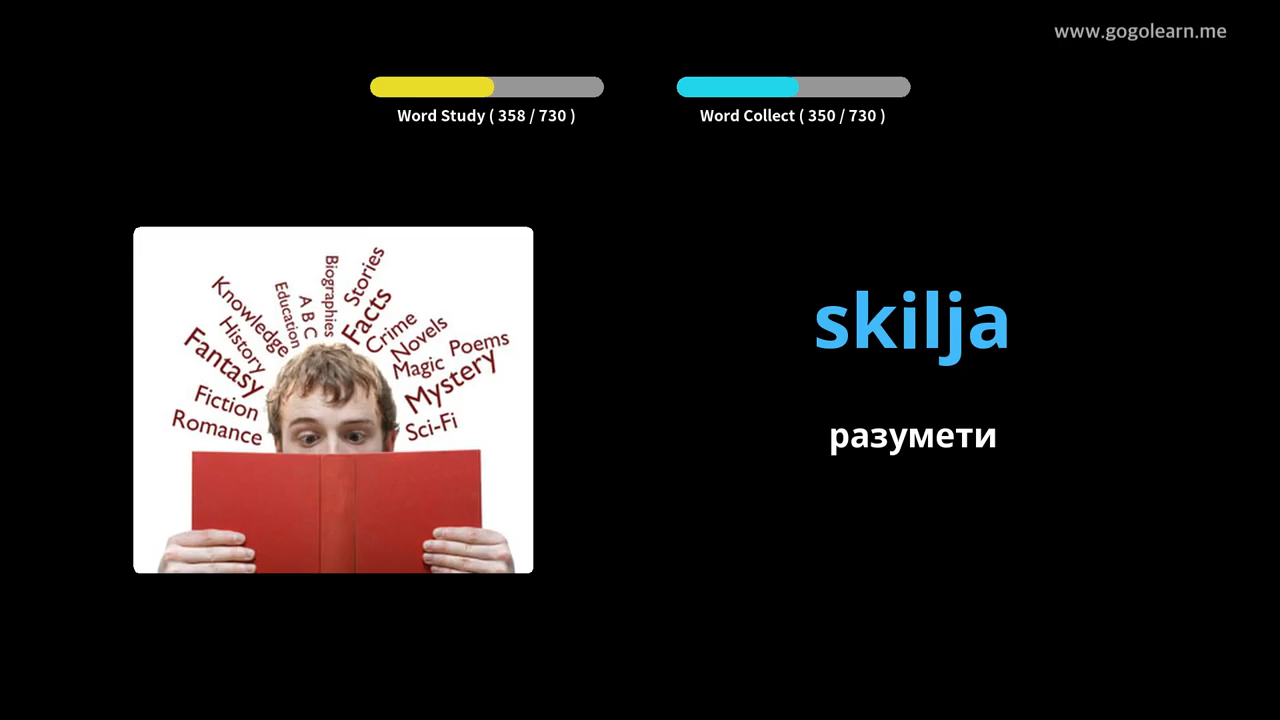 www.gogolearn.me
Word Study ( 358 / 730 )
Word Collect ( 350 / 730 )
Biographies
Stories
Education
A B C
Facts
Knowledge
Crime
History
Novels
Fantasy
Magic
Poems
Mystery
Fiction
Romance
Sci-Fi
skilja
разумети